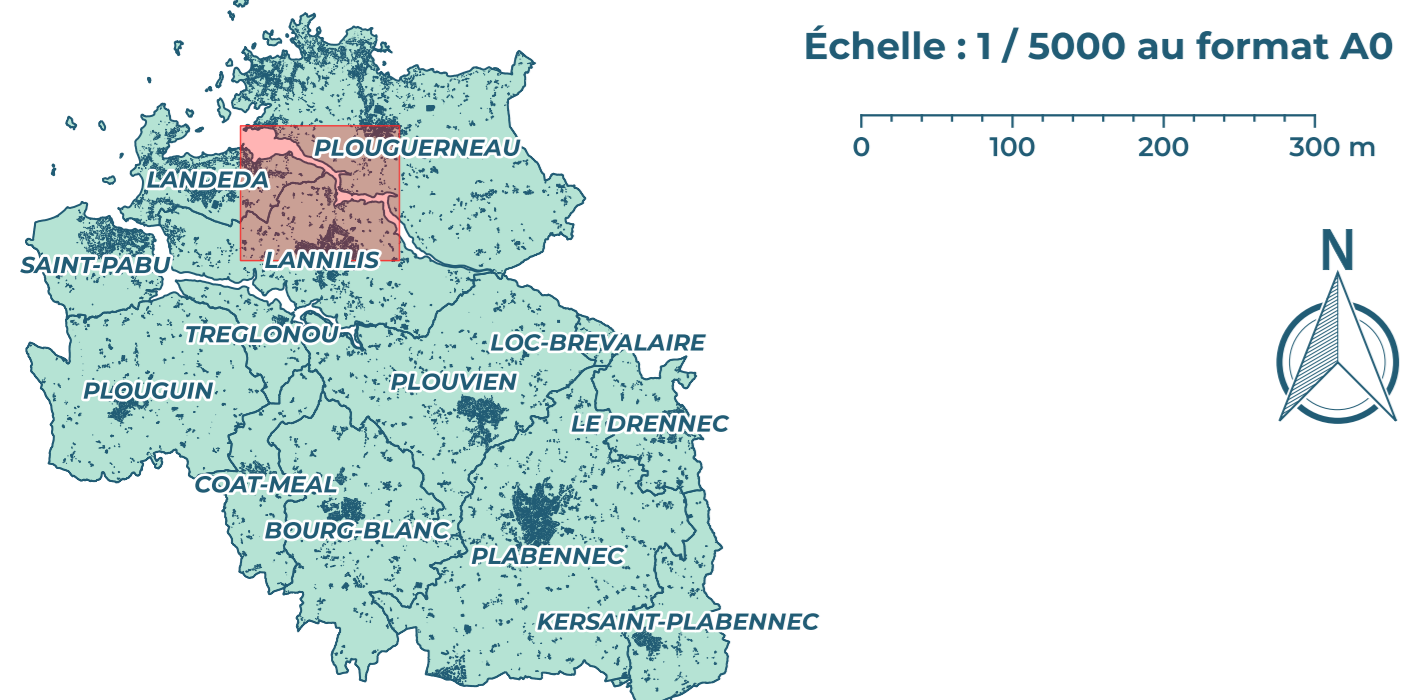 Échelle : 1 / 5000 au format A0
0 100 200 300 m
N
PLOUGUERNEAU
LANDEDA
LANNILIS
SAINT-PABU
TREGLONOU
LOC-BREVALAIRE
PLOUVIEN
PLOUGUIN
LE DRENNEC
COAT-MEAL
BOURG-BLANC
PLABENNEC
KERSAINT-PLABENNEC